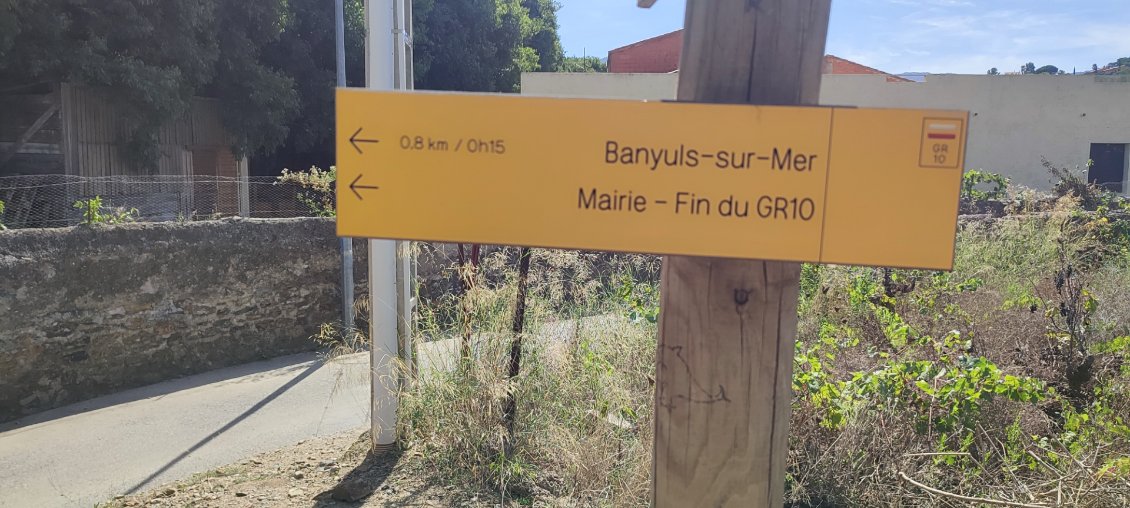 0,8 km / 0h15
Banyuls-sur-Mer
Mairie - Fin du GR10
GR
10